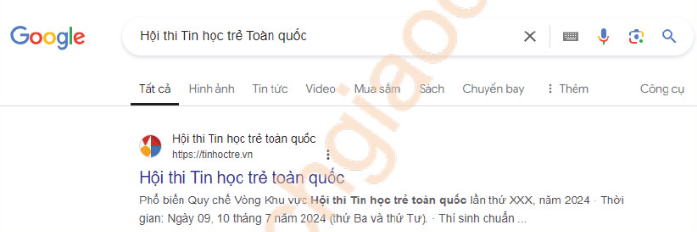 Google
Hội thi Tin học trẻ Toàn quốc
Tất cả Hình ảnh Tin tức Video Mua sắm Sách Chuyến bay Thêm Công cụ
Hội thi Tin học trẻ toàn quốc
https://tinhoctre.vn
Hội thi Tin học trẻ toàn quốc
Phổ biến Quy chế Vòng Khu vực Hội thi Tin học trẻ toàn quốc lần thứ XXX, năm 2024 · Thời
gian: Ngày 09, 10 tháng 7 năm 2024 (thứ Ba và thứ Tư). · Thí sinh chuẩn ...